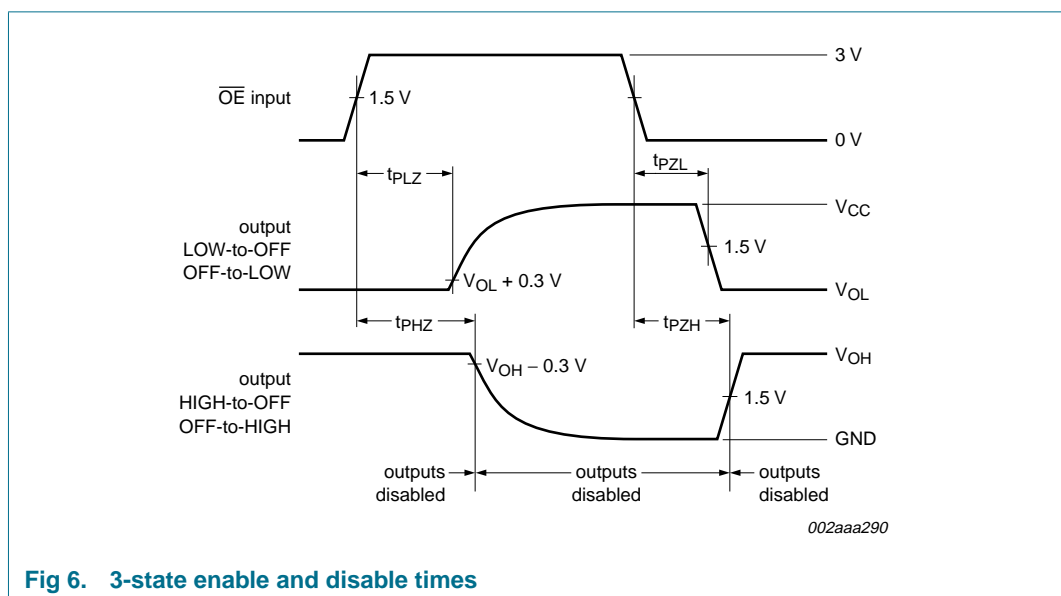 3 V
OE input
1.5 V
0 V
tPLZ
tPZL
VCC
output
LOW-to-OFF
OFF-to-LOW
1.5 V
VOL + 0.3 V
VOL
tPHZ
tPZH
VOH
VOH − 0.3 V
output
HIGH-to-OFF
OFF-to-HIGH
1.5 V
GND
outputs
disabled
outputs
disabled
outputs
disabled
002aaa290
Fig 6. 3-state enable and disable times